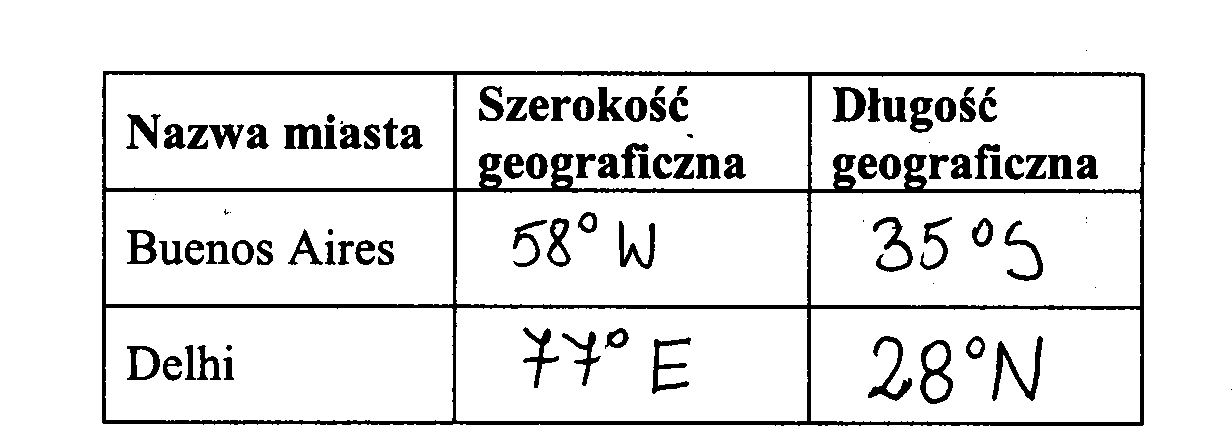 Nazwa miasta
Szerokość
geograficzna
Długość
geograficzna
Buenos Aires
58° W
35°S
Delhi
77° E
28°N